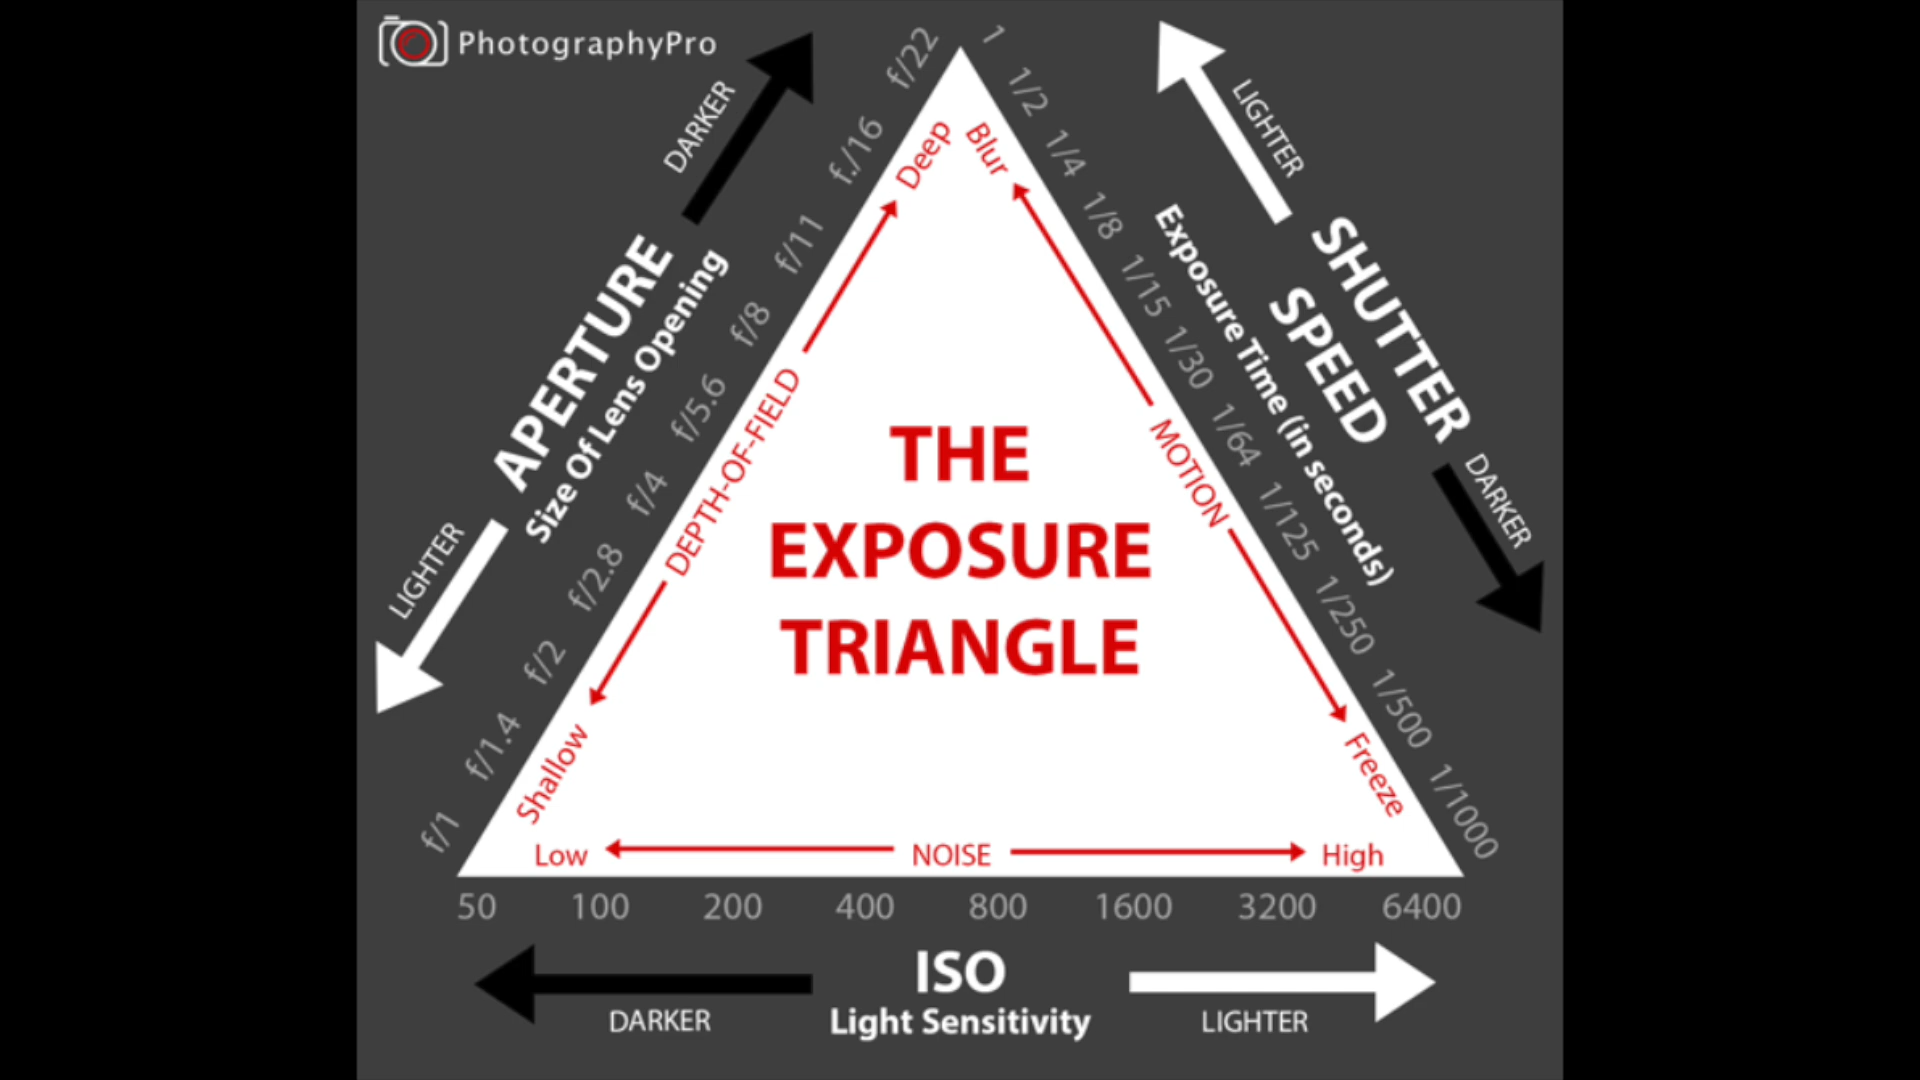 PhotographyPro
DARKER
APERTURE
Size Of Lens Opening
LIGHTER
f/22
f./16
f/11
f/8
f/5.6
f/4
f/2.8
f/2
f/1.4
f/1
Deep
DEPTH-OF-FIELD
Shallow
THE
EXPOSURE
TRIANGLE
Blur
MOTION
Freeze
1
1/2
1/4
1/8
1/15
1/30
1/64
1/125
1/250
1/500
1/1000
LIGHTER
SHUTTER
SPEED
Exposure Time (in seconds)
DARKER
Low NOISE High
50 100 200 400 800 1600 3200 6400
ISO
Light Sensitivity
DARKER
LIGHTER